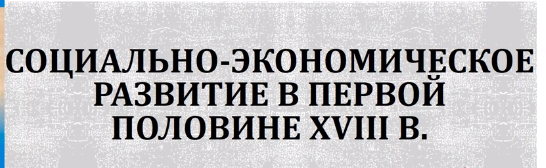 СОЦИАЛЬНО-ЭКОНОМИЧЕСКОЕ
РАЗВИТИЕ В ПЕРВОЙ
ПОЛОВИНЕ XVIII В.